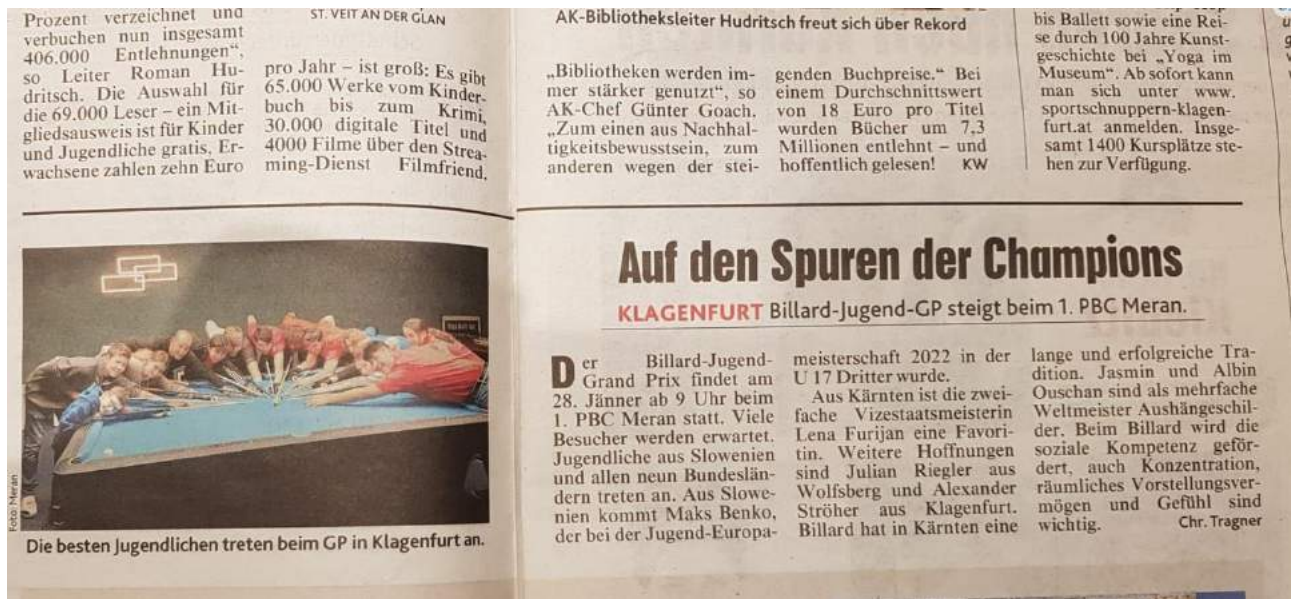 Prozent verzeichnet und
verbuchen nun insgesamt
406.000 Entlehnungen“,
so Leiter Roman Hu-
dritsch. Die Auswahl für
die 69.000 Leser – ein Mit-
gliedsausweis ist für Kinder
und Jugendliche gratis. Er-
wachsene zahlen zehn Euro
ST. VEIT AN DER GLAN
pro Jahr – ist groß: Es gibt
65.000 Werke vom Kinder-
buch bis zum Krimi,
30.000 digitale Titel und
4000 Filme über den Strea-
ming-Dienst Filmfriend.
AK-Bibliotheksleiter Hudritsch freut sich über Rekord
„Bibliotheken werden im-
mer stärker genutzt“, so
AK-Chef Günter Goach.
„Zum einen aus Nachhal-
tigkeitsbewusstsein, zum
anderen wegen der stei-
genden Buchpreise.“ Bei
einem Durchschnittswert
von 18 Euro pro Titel
wurden Bücher um 7,3
Millionen entlehnt – und
hoffentlich gelesen! KW
bis Ballett sowie eine Rei-
se durch 100 Jahre Kunst-
geschichte bei „Yoga im
Museum“. Ab sofort kann
man sich unter www.
sportschnuppern-klagen-
furt.at anmelden. Insge-
samt 1400 Kursplätze ste-
hen zur Verfügung.
Foto: Meran
Die besten Jugendlichen treten beim GP in Klagenfurt an.
Auf den Spuren der Champions
KLAGENFURT Billard-Jugend-GP steigt beim 1. PBC Meran.
Der Billard-Jugend-
Grand Prix findet am
28. Jänner ab 9 Uhr beim
1. PBC Meran statt. Viele
Besucher werden erwartet.
Jugendliche aus Slowenien
und allen neun Bundeslän-
dern treten an. Aus Slowe-
nien kommt Maks Benko,
der bei der Jugend-Europa-
meisterschaft 2022 in der
U 17 Dritter wurde.
Aus Kärnten ist die zwei-
fache Vizestaatsmeisterin
Lena Furijan eine Favori-
tin. Weitere Hoffnungen
sind Julian Riegler aus
Wolfsberg und Alexander
Ströher aus Klagenfurt.
Billard hat in Kärnten eine
lange und erfolgreiche Tra-
dition. Jasmin und Albin
Ouschan sind als mehrfache
Weltmeister Aushängeschil-
der. Beim Billard wird die
soziale Kompetenz geför-
dert, auch Konzentration,
räumliches Vorstellungsver-
mögen und Gefühl sind
wichtig. Chr. Tragner